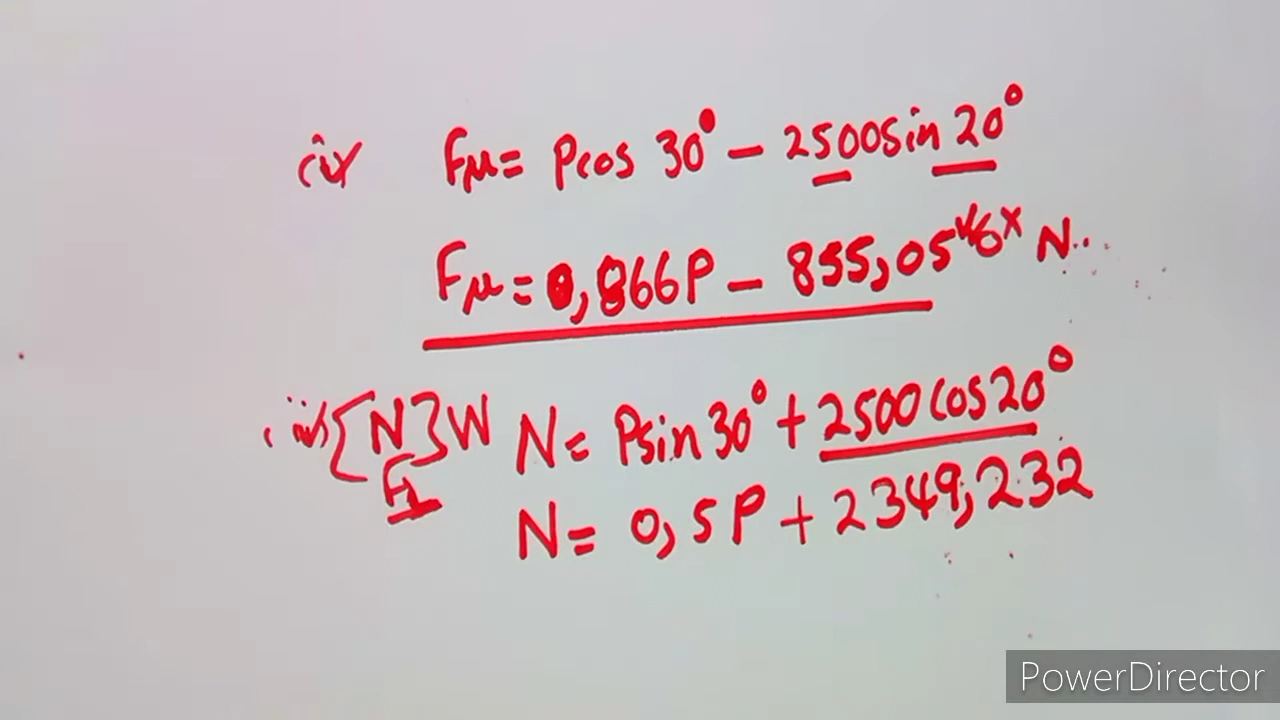 (i) Fμ = Pcos 30° – 2500sin 20°
Fμ = 0,866P – 855,05 N..
(ii) [N] W N = Psin 30° + 2500 cos 20°
F⊥
N = 0,5P + 2349,232
PowerDirector